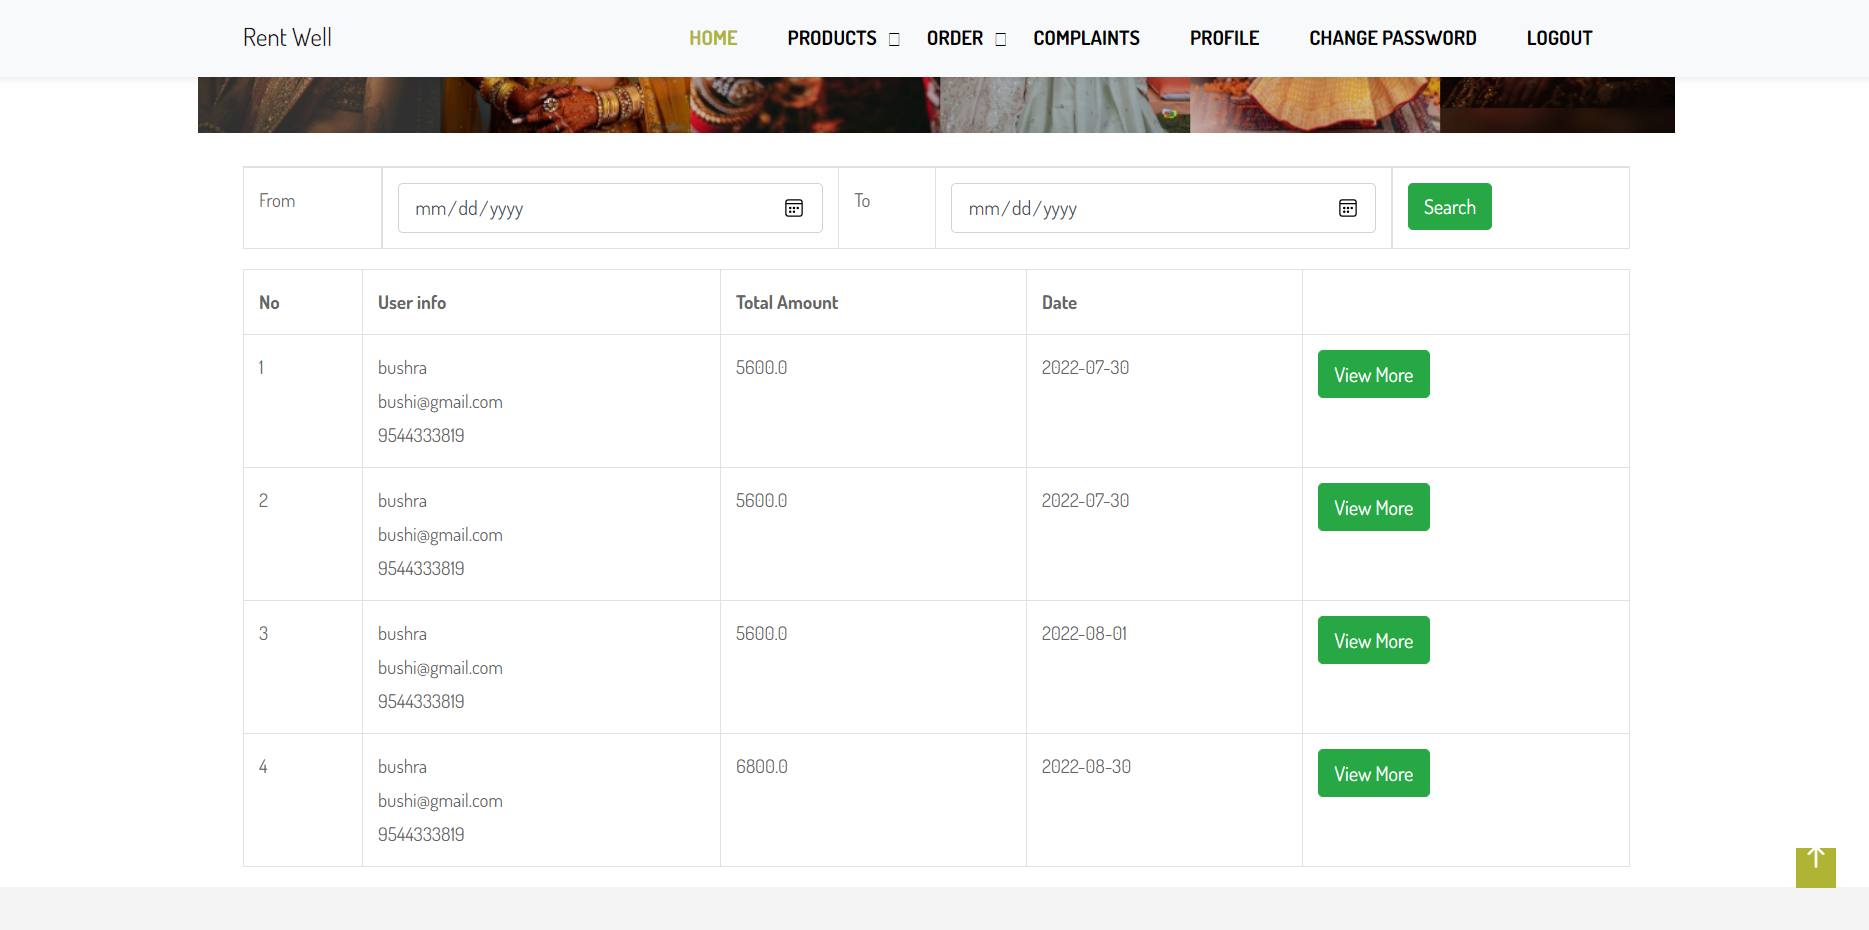 Rent Well HOME PRODUCTS ORDER COMPLAINTS PROFILE CHANGE PASSWORD LOGOUT
From mm/dd/yyyy To mm/dd/yyyy Search
No User info Total Amount Date
1 bushra 5600.0 2022-07-30 View More
bushi@gmail.com
9544333819
2 bushra 5600.0 2022-07-30 View More
bushi@gmail.com
9544333819
3 bushra 5600.0 2022-08-01 View More
bushi@gmail.com
9544333819
4 bushra 6800.0 2022-08-30 View More
bushi@gmail.com
9544333819